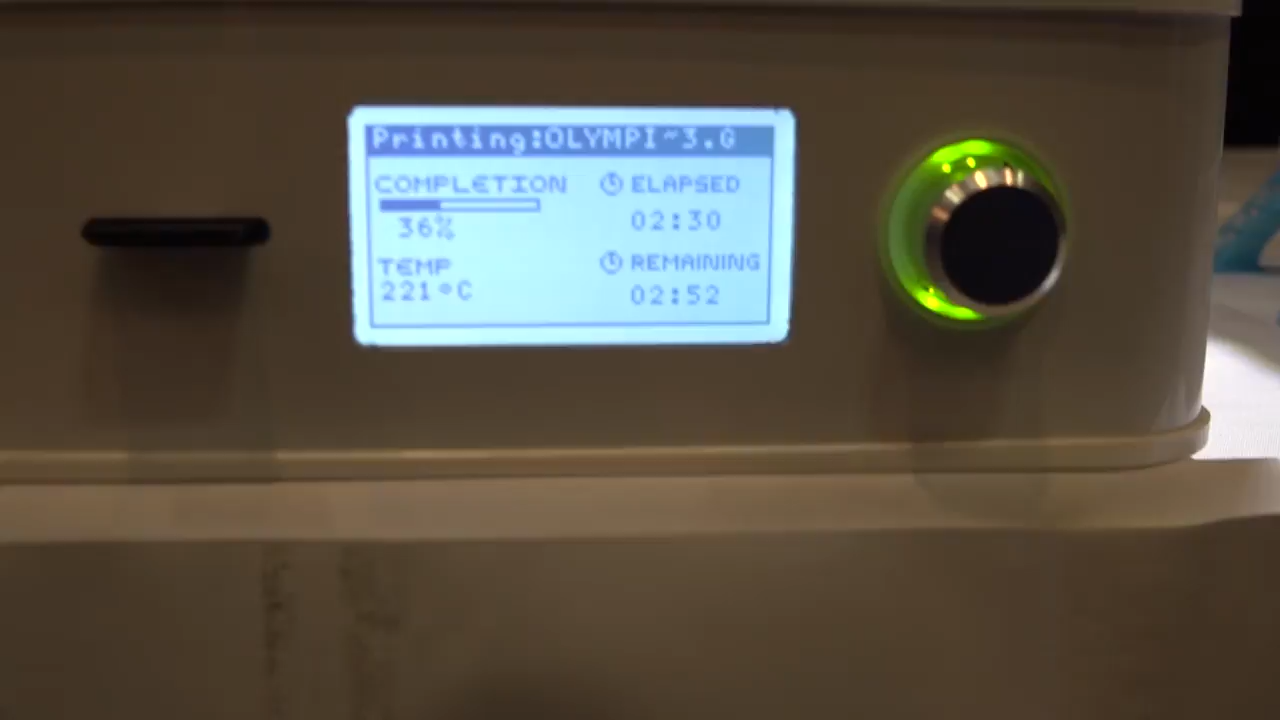 Printing:OLYMPI~3.G
COMPLETION
36%
TEMP
221°C
ELAPSED
02:30
REMAINING
02:52